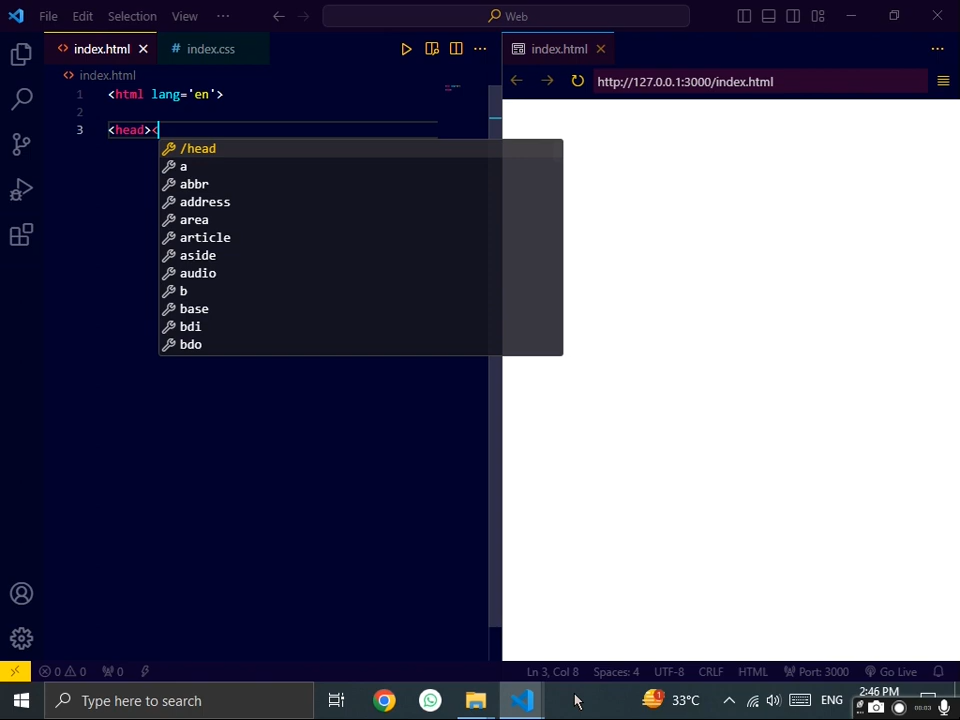 File Edit Selection View ··· Web
index.html index.css index.html
index.html
http://127.0.0.1:3000/index.html
1 <html lang='en'>
2
3 <head><
/head
a
abbr
address
area
article
aside
audio
b
base
bdi
bdo
0 0 0 Ln 3, Col 8 Spaces: 4 UTF-8 CRLF HTML Port: 3000 Go Live
Type here to search 1 33°C ENG 2:46 PM